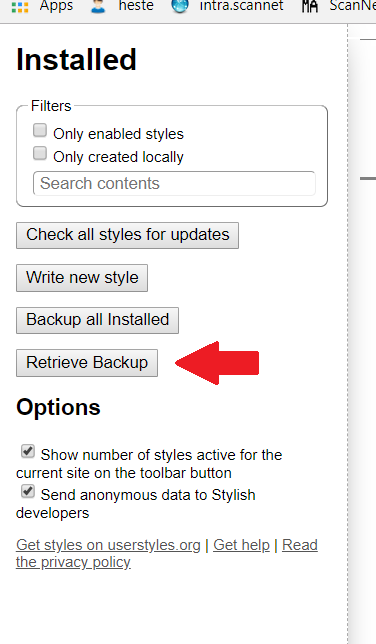 Apps heste intra.scannet ScanNe
Installed
Filters
Only enabled styles
Only created locally
Search contents
Check all styles for updates
Write new style
Backup all Installed
Retrieve Backup
Options
Show number of styles active for the
current site on the toolbar button
Send anonymous data to Stylish
developers
Get styles on userstyles.org | Get help | Read
the privacy policy